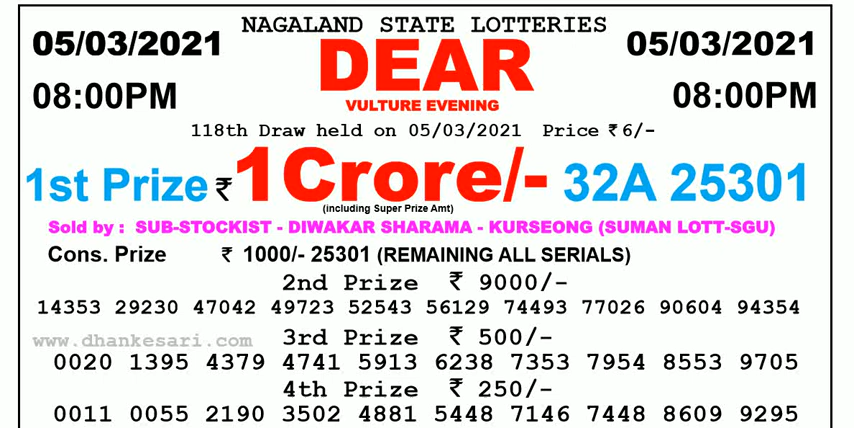 NAGALAND STATE LOTTERIES
05/03/2021 DEAR 05/03/2021
08:00PM VULTURE EVENING 08:00PM
118th Draw held on 05/03/2021 Price ₹ 6/-
1st Prize ₹ 1Crore/- 32A 25301
(including Super Prize Amt)
Sold by : SUB-STOCKIST - DIWAKAR SHARAMA - KURSEONG (SUMAN LOTT-SGU)
Cons. Prize ₹ 1000/- 25301 (REMAINING ALL SERIALS)
2nd Prize ₹ 9000/-
14353 29230 47042 49723 52543 56129 74493 77026 90604 94354
www.dhankesari.com 3rd Prize ₹ 500/-
0020 1395 4379 4741 5913 6238 7353 7954 8553 9705
4th Prize ₹ 250/-
0011 0055 2190 3502 4881 5448 7146 7448 8609 9295